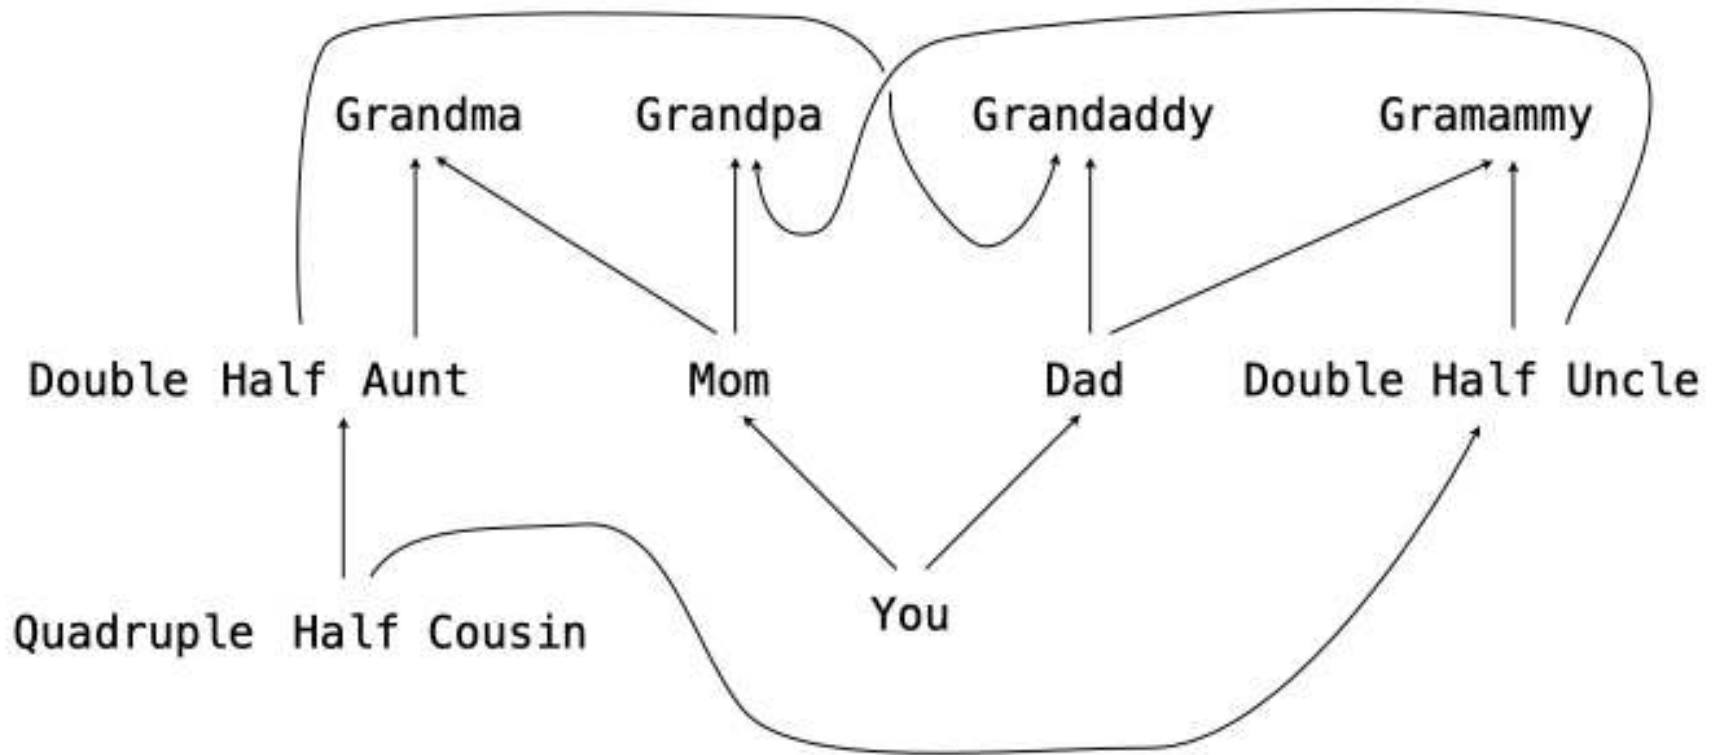 Grandma Grandpa Grandaddy Gramammy
Double Half Aunt Mom Dad Double Half Uncle
Quadruple Half Cousin You